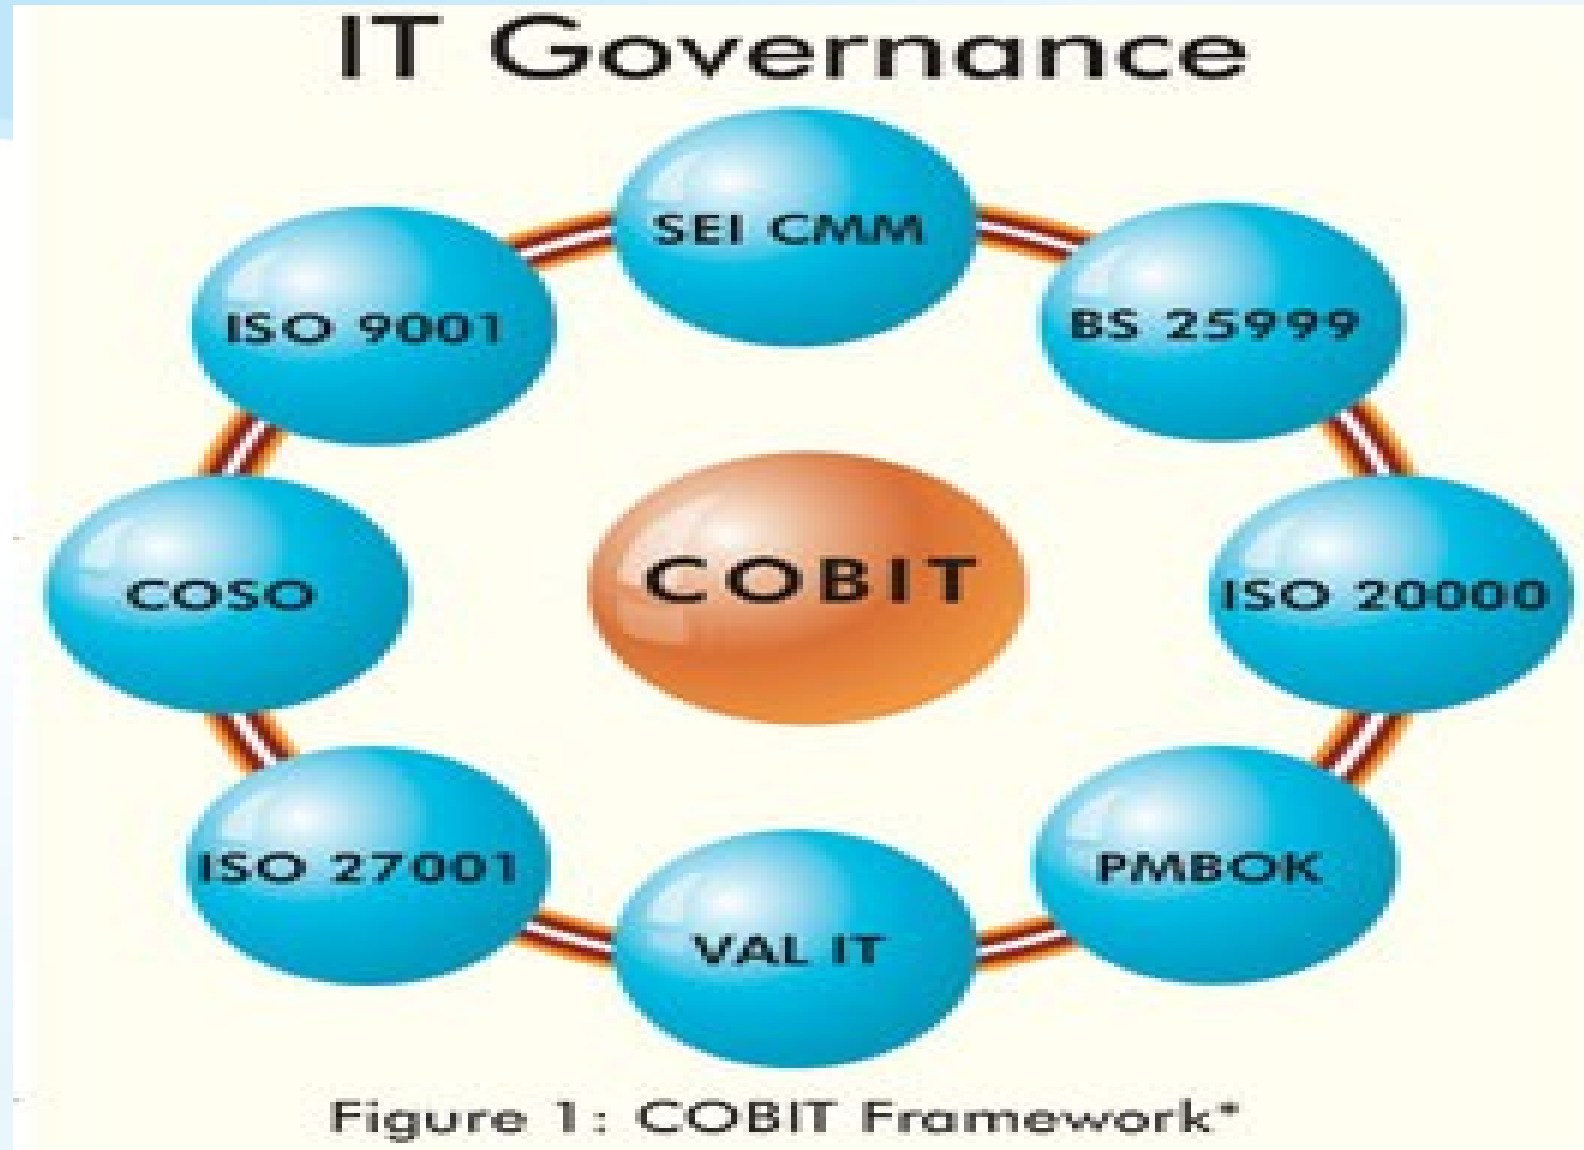 IT Governance
SEI CMM
ISO 9001
BS 25999
COSO
COBIT
ISO 20000
ISO 27001
PMBOK
VAL IT
Figure 1: COBIT Framework*